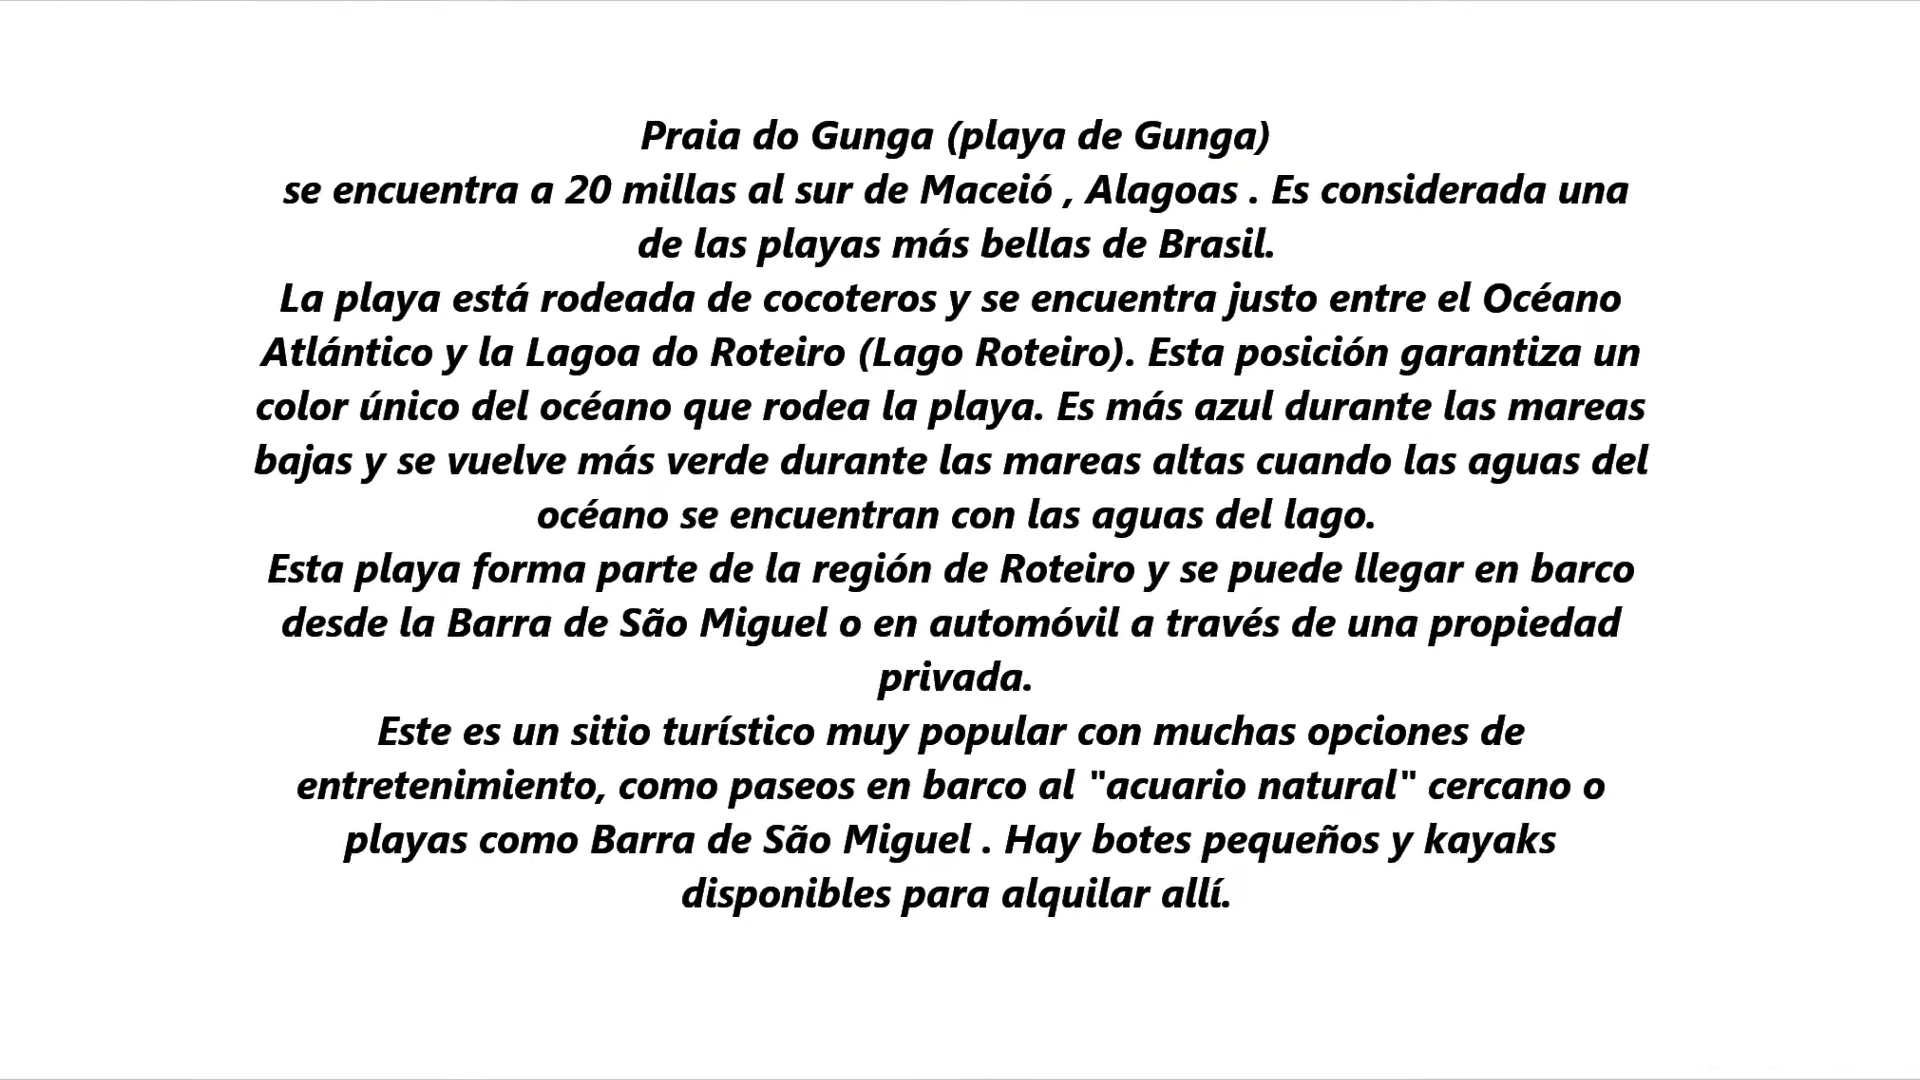 Praia do Gunga (playa de Gunga)
se encuentra a 20 millas al sur de Maceió , Alagoas . Es considerada una
de las playas más bellas de Brasil.
La playa está rodeada de cocoteros y se encuentra justo entre el Océano
Atlántico y la Lagoa do Roteiro (Lago Roteiro). Esta posición garantiza un
color único del océano que rodea la playa. Es más azul durante las mareas
bajas y se vuelve más verde durante las mareas altas cuando las aguas del
océano se encuentran con las aguas del lago.
Esta playa forma parte de la región de Roteiro y se puede llegar en barco
desde la Barra de São Miguel o en automóvil a través de una propiedad
privada.
Este es un sitio turístico muy popular con muchas opciones de
entretenimiento, como paseos en barco al "acuario natural" cercano o
playas como Barra de São Miguel . Hay botes pequeños y kayaks
disponibles para alquilar allí.